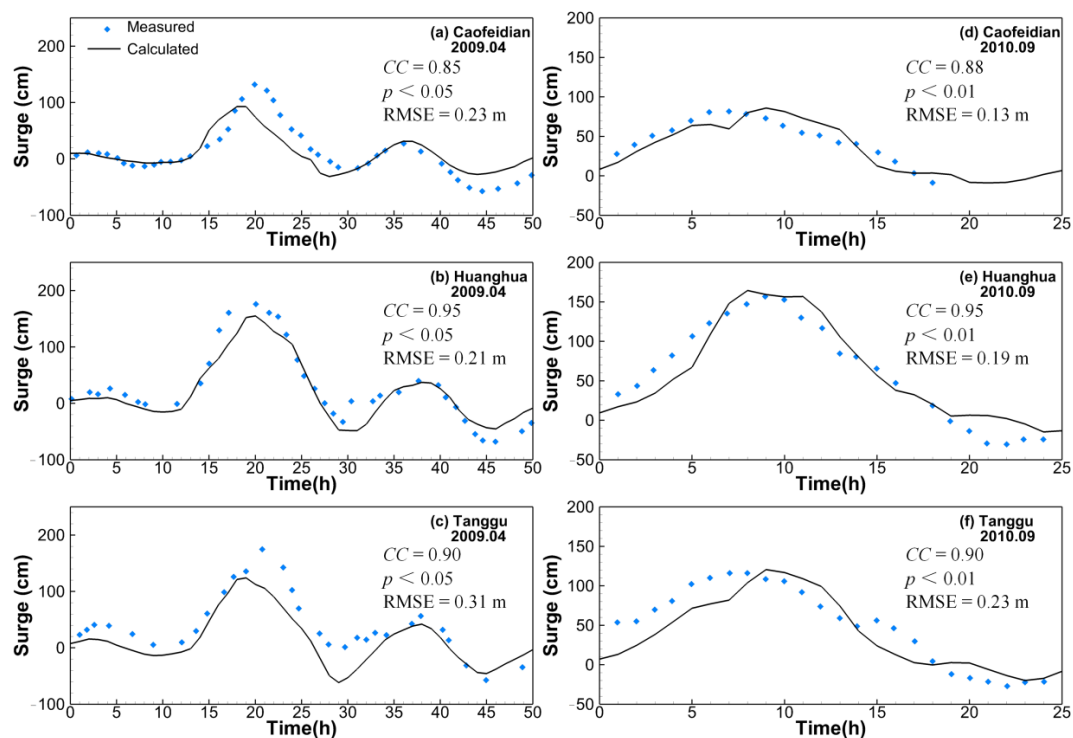 Measured
Calculated
(a) Caofeidian
2009.04
CC = 0.85
p < 0.05
RMSE = 0.23 m
Surge (cm)
200
100
0
-100
0 5 10 15 20 25 30 35 40 45 50
Time(h)
(d) Caofeidian
2010.09
CC = 0.88
p < 0.01
RMSE = 0.13 m
Surge (cm)
200
150
100
50
0
-50
0 5 10 15 20 25
Time(h)
(b) Huanghua
2009.04
CC = 0.95
p < 0.05
RMSE = 0.21 m
Surge (cm)
200
100
0
-100
0 5 10 15 20 25 30 35 40 45 50
Time(h)
(e) Huanghua
2010.09
CC = 0.95
p < 0.01
RMSE = 0.19 m
Surge (cm)
200
150
100
50
0
-50
0 5 10 15 20 25
Time(h)
(c) Tanggu
2009.04
CC = 0.90
p < 0.05
RMSE = 0.31 m
Surge (cm)
200
100
0
-100
0 5 10 15 20 25 30 35 40 45 50
Time(h)
(f) Tanggu
2010.09
CC = 0.90
p < 0.01
RMSE = 0.23 m
Surge (cm)
200
150
100
50
0
-50
0 5 10 15 20 25
Time(h)